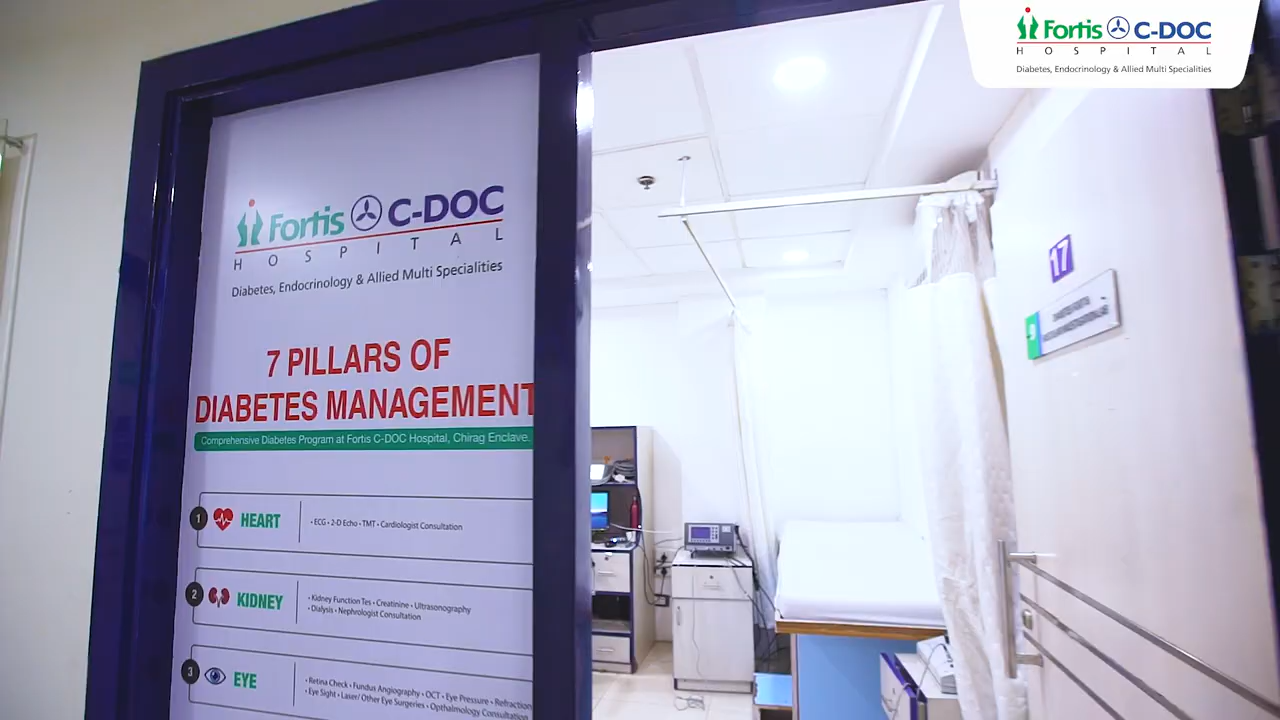 Fortis C-DOC
HOSPITAL
Diabetes, Endocrinology & Allied Multi Specialities
Fortis C-DOC
HOSPITAL
Diabetes, Endocrinology & Allied Multi Specialities
7 PILLARS OF
DIABETES MANAGEMENT
Comprehensive Diabetes Program at Fortis C-DOC Hospital, Chirag Enclave.
1 HEART • ECG • 2-D Echo • TMT • Cardiologist Consultation
2 KIDNEY • Kidney Function Tes • Creatinine • Ultrasonography
• Dialysis • Nephrologist Consultation
3 EYE • Retina Check • Fundus Angiography • OCT • Eye Pressure • Refraction
• Eye Sight • Laser/ Other Eye Surgeries • Opthalmology Consultation
17
9